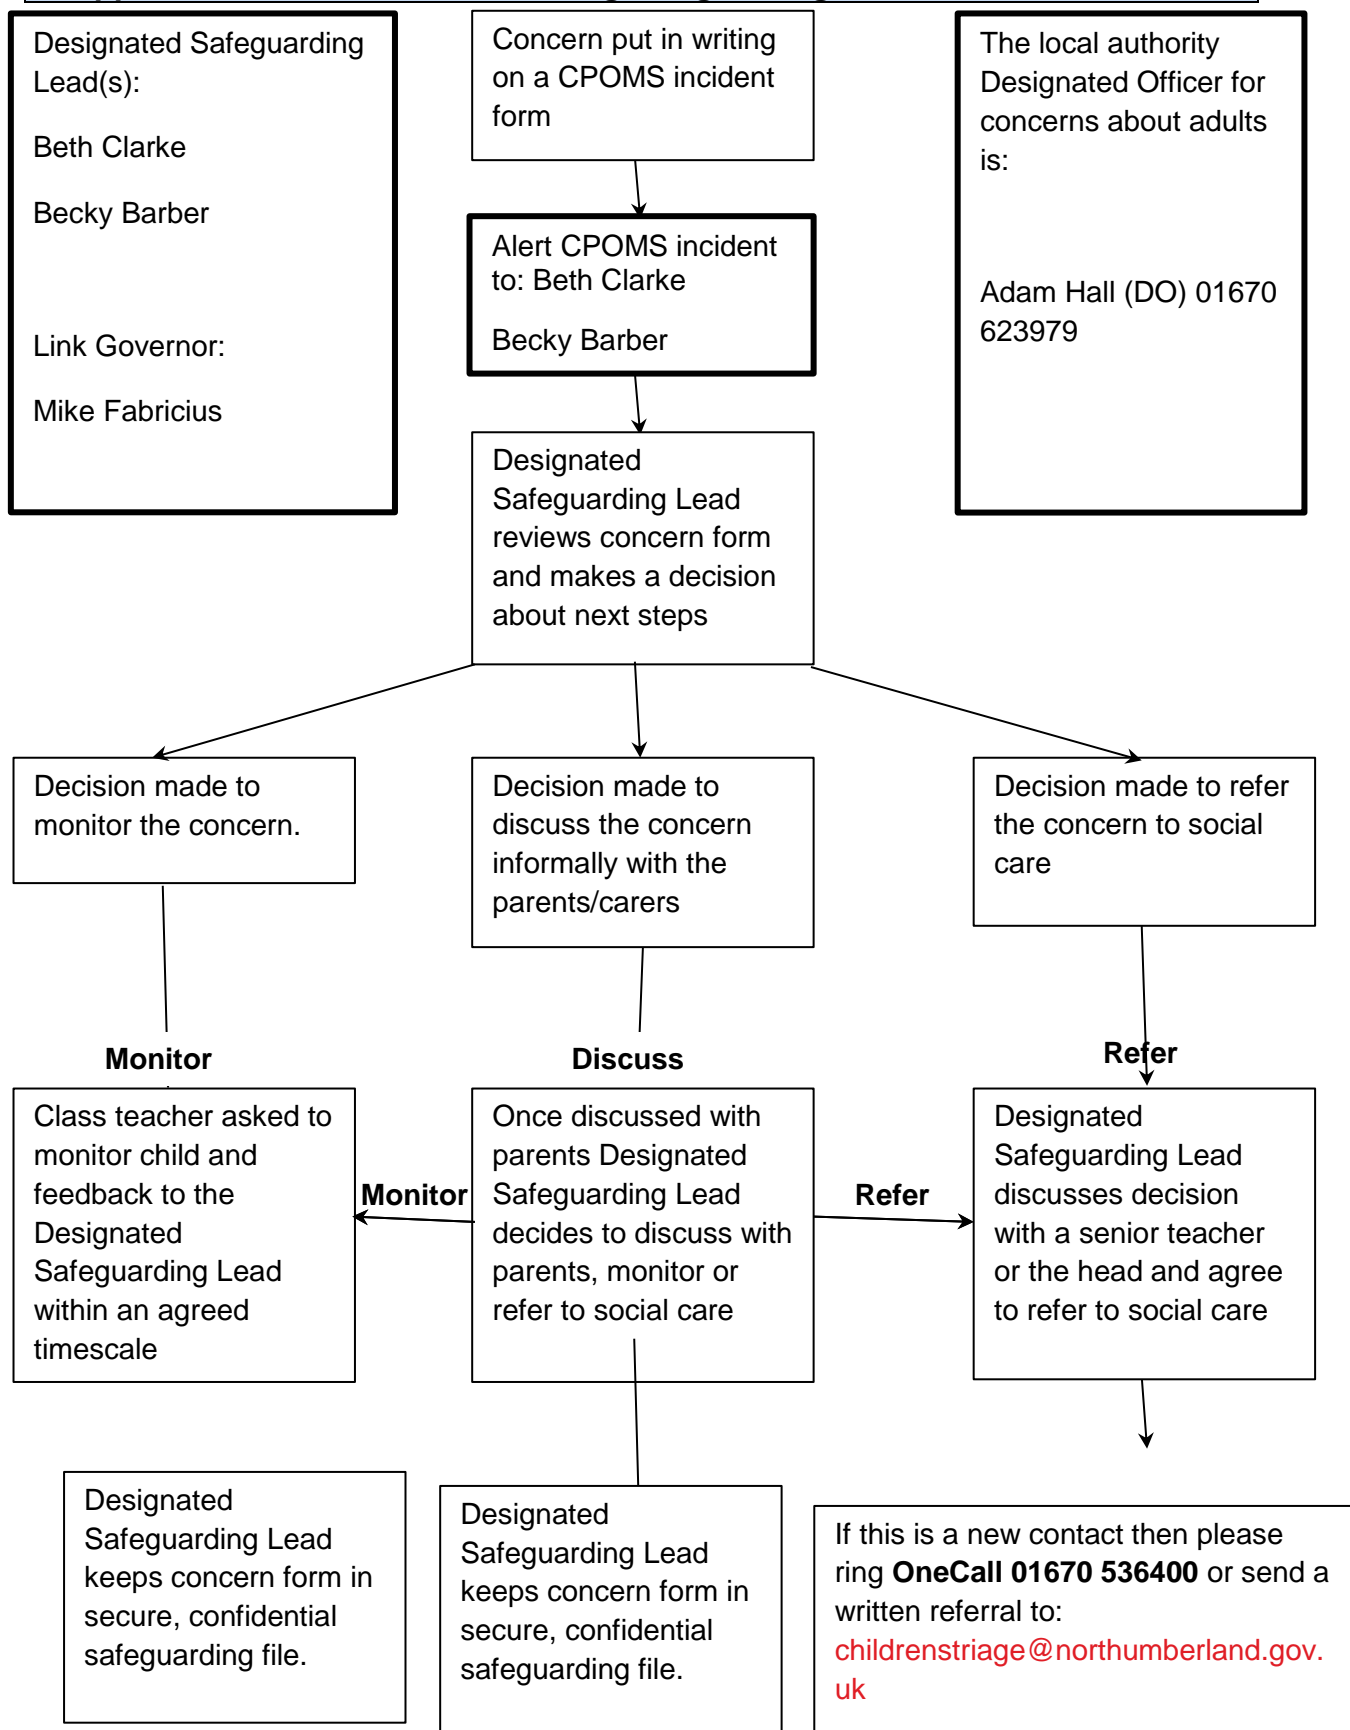 Designated Safeguarding
Lead(s):
Beth Clarke
Becky Barber
Link Governor:
Mike Fabricius
Concern put in writing
on a CPOMS incident
form
The local authority
Designated Officer for
concerns about adults
is:
Adam Hall (DO) 01670
623979
Alert CPOMS incident
to: Beth Clarke
Becky Barber
Designated
Safeguarding Lead
reviews concern form
and makes a decision
about next steps
Decision made to
monitor the concern.
Decision made to
discuss the concern
informally with the
parents/carers
Decision made to refer
the concern to social
care
Monitor
Discuss
Refer
Class teacher asked to
monitor child and
feedback to the
Designated
Safeguarding Lead
within an agreed
timescale
Monitor
Once discussed with
parents Designated
Safeguarding Lead
decides to discuss with
parents, monitor or
refer to social care
Refer
Designated
Safeguarding Lead
discusses decision
with a senior teacher
or the head and agree
to refer to social care
Designated
Safeguarding Lead
keeps concern form in
secure, confidential
safeguarding file.
Designated
Safeguarding Lead
keeps concern form in
secure, confidential
safeguarding file.
If this is a new contact then please
ring OneCall 01670 536400 or send a
written referral to:
childrenstriage@northumberland.gov.
uk